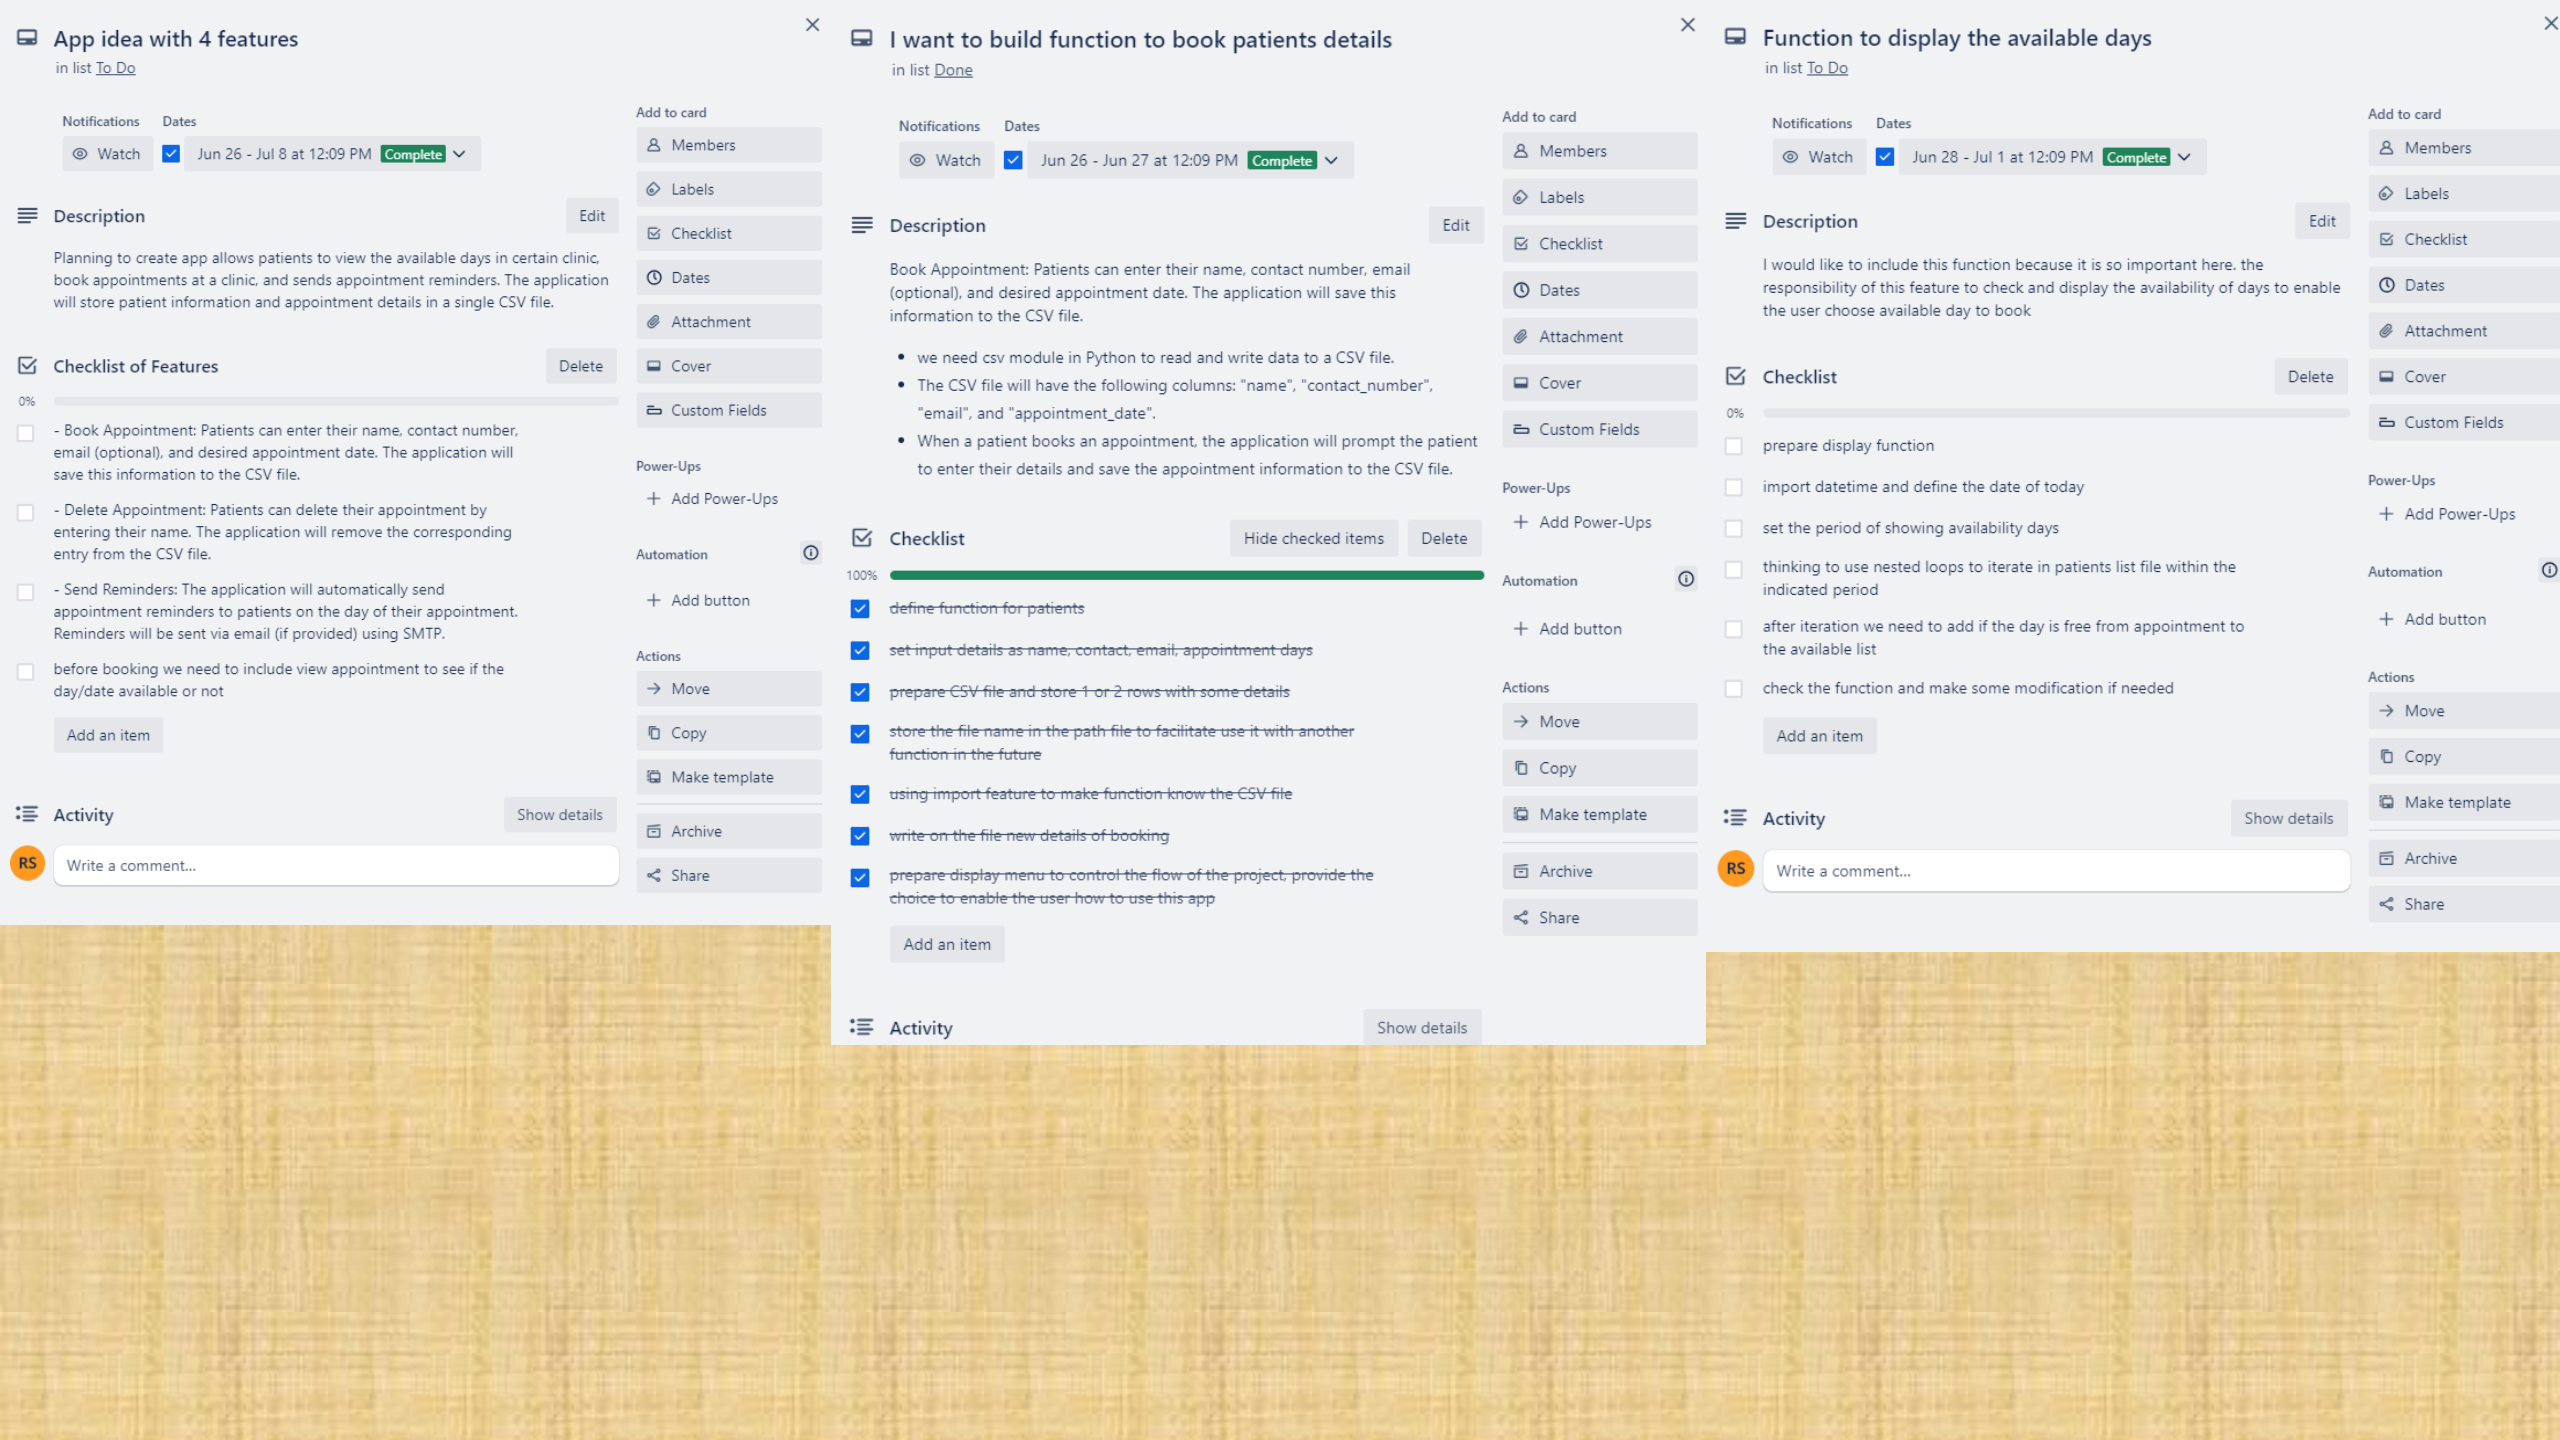 App idea with 4 features
in list To Do
Notifications
Dates
Watch
Jun 26 - Jul 8 at 12:09 PM Complete
Description
Edit
Planning to create app allows patients to view the available days in certain clinic,
book appointments at a clinic, and sends appointment reminders. The application
will store patient information and appointment details in a single CSV file.
Checklist of Features
Delete
0%
- Book Appointment: Patients can enter their name, contact number,
email (optional), and desired appointment date. The application will
save this information to the CSV file.
- Delete Appointment: Patients can delete their appointment by
entering their name. The application will remove the corresponding
entry from the CSV file.
- Send Reminders: The application will automatically send
appointment reminders to patients on the day of their appointment.
Reminders will be sent via email (if provided) using SMTP.
before booking we need to include view appointment to see if the
day/date available or not
Add an item
Activity
Show details
RS
Write a comment...
Add to card
Members
Labels
Checklist
Dates
Attachment
Cover
Custom Fields
Power-Ups
Add Power-Ups
Automation
Add button
Actions
Move
Copy
Make template
Archive
Share
I want to build function to book patients details
in list Done
Notifications
Dates
Watch
Jun 26 - Jun 27 at 12:09 PM Complete
Description
Edit
Book Appointment: Patients can enter their name, contact number, email
(optional), and desired appointment date. The application will save this
information to the CSV file.
• we need csv module in Python to read and write data to a CSV file.
• The CSV file will have the following columns: "name", "contact_number",
"email", and "appointment_date".
• When a patient books an appointment, the application will prompt the patient
to enter their details and save the appointment information to the CSV file.
Checklist
Hide checked items
Delete
100%
define function for patients
set input details as name, contact, email, appointment days
prepare CSV file and store 1 or 2 rows with some details
store the file name in the path file to facilitate use it with another
function in the future
using import feature to make function know the CSV file
write on the file new details of booking
prepare display menu to control the flow of the project, provide the
choice to enable the user how to use this app
Add an item
Activity
Show details
Add to card
Members
Labels
Checklist
Dates
Attachment
Cover
Custom Fields
Power-Ups
Add Power-Ups
Automation
Add button
Actions
Move
Copy
Make template
Archive
Share
Function to display the available days
in list To Do
Notifications
Dates
Watch
Jun 28 - Jul 1 at 12:09 PM Complete
Description
Edit
I would like to include this function because it is so important here. the
responsibility of this feature to check and display the availability of days to enable
the user choose available day to book
Checklist
Delete
0%
prepare display function
import datetime and define the date of today
set the period of showing availability days
thinking to use nested loops to iterate in patients list file within the
indicated period
after iteration we need to add if the day is free from appointment to
the available list
check the function and make some modification if needed
Add an item
Activity
Show details
RS
Write a comment...
Add to card
Members
Labels
Checklist
Dates
Attachment
Cover
Custom Fields
Power-Ups
Add Power-Ups
Automation
Add button
Actions
Move
Copy
Make template
Archive
Share